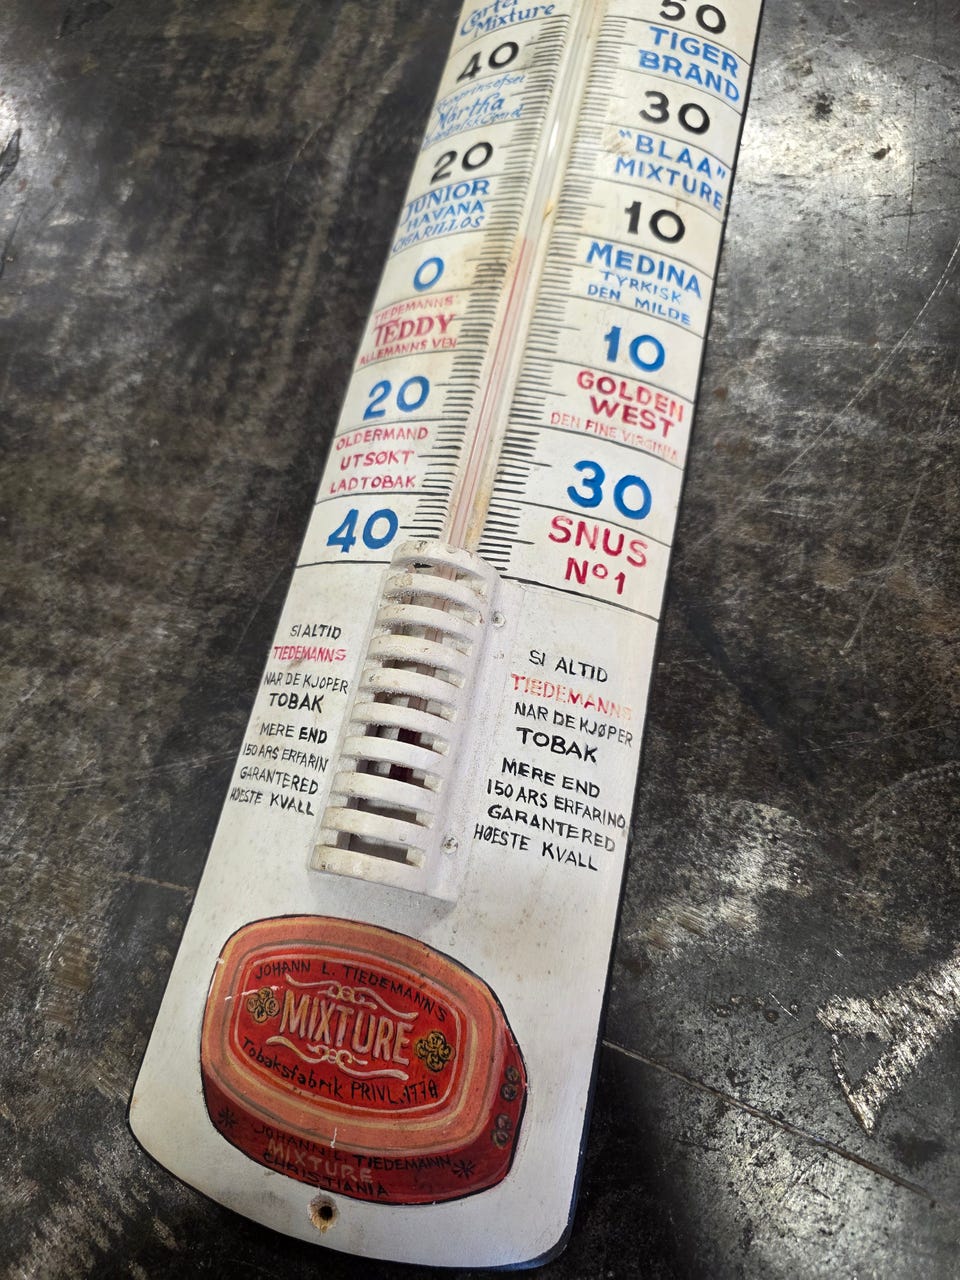 Mixture
40
Martha
20
JUNIOR
HAVANA
CIGARILLOS
0
TIEDEMANNS
TEDDY
ALLEMANNS VEN
20
OLDERMAND
UTSØKT
LADTOBAK
40
50
TIGER
BRAND
30
"BLAA"
MIXTURE
10
MEDINA
TYRKISK
DEN MILDE
10
GOLDEN
WEST
DEN FINE VIRGINIA
30
SNUS
Nº1
SI ALTID
TIEDEMANNS
NAR DE KJØPER
TOBAK
MERE END
150 ARS ERFARIN
GARANTERED
HØESTE KVALL
SI ALTID
TIEDEMANNS
NAR DE KJØPER
TOBAK
MERE END
150 ARS ERFARING
GARANTERED
HØESTE KVALL
JOHANN L. TIEDEMANN'S
MIXTURE
Tobaksfabrik PRIVL. 1778
JOHANN L. TIEDEMANN
MIXTURE
CHRISTIANIA